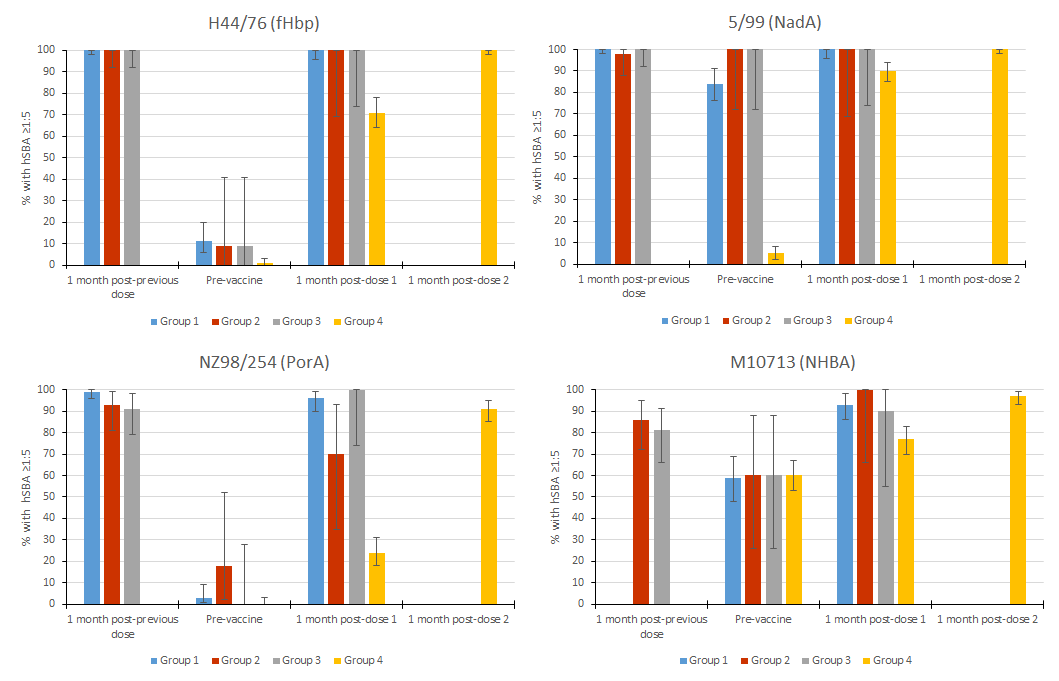 H44/76 (fHbp)
% with hSBA ≥1:5
100
90
80
70
60
50
40
30
20
10
0
1 month post-previous
dose
Pre-vaccine
1 month post-dose 1
1 month post-dose 2
Group 1
Group 2
Group 3
Group 4
5/99 (NadA)
% with hSBA ≥1:5
100
90
80
70
60
50
40
30
20
10
0
1 month post-previous
dose
Pre-vaccine
1 month post-dose 1
1 month post-dose 2
Group 1
Group 2
Group 3
Group 4
NZ98/254 (PorA)
% with hSBA ≥1:5
100
90
80
70
60
50
40
30
20
10
0
1 month post-previous
dose
Pre-vaccine
1 month post-dose 1
1 month post-dose 2
Group 1
Group 2
Group 3
Group 4
M10713 (NHBA)
% with hSBA ≥1:5
100
90
80
70
60
50
40
30
20
10
0
1 month post-previous
dose
Pre-vaccine
1 month post-dose 1
1 month post-dose 2
Group 1
Group 2
Group 3
Group 4